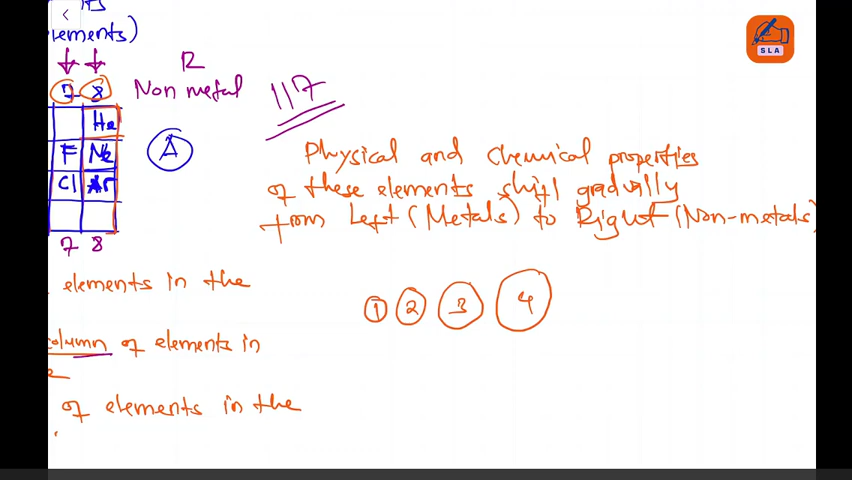 ts
lements)
R
7 8 Non metal 117
He
F Ne
Cl Ar
A
7 8
Physical and chemical properties
of these elements shift gradually
from Left (Metals) to Right (Non-metals)
elements in the
column of elements in
of elements in the
1 2 3 4
SLA